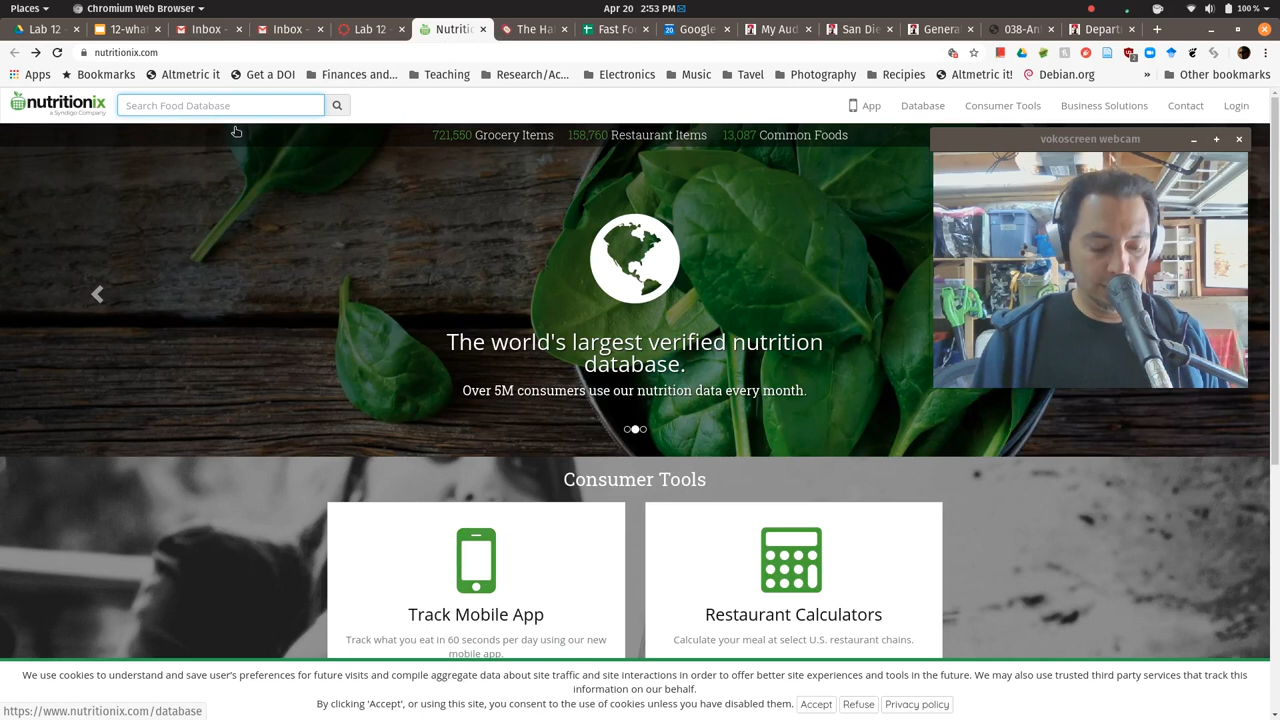 Places
Chromium Web Browser
Apr 20 2:53 PM
100 %
Lab 12 -
12-what
Inbox -
Inbox -
Lab 12
Nutritic
The Hal
Fast Foo
Google
My Aud
San Die
Genera
038-An
Depart
nutritionix.com
Apps
Bookmarks
Altmetric it
Get a DOI
Finances and...
Teaching
Research/Ac...
Electronics
Music
Tavel
Photography
Recipies
Altmetric it!
Debian.org
»
Other bookmarks
nutritionix
a Syndigo Company
Search Food Database
App
Database
Consumer Tools
Business Solutions
Contact
Login
721,550 Grocery Items 158,760 Restaurant Items 13,087 Common Foods
vokoscreen webcam
The world's largest verified nutrition
database.
Over 5M consumers use our nutrition data every month.
Consumer Tools
Track Mobile App
Track what you eat in 60 seconds per day using our new
mobile app.
Restaurant Calculators
Calculate your meal at select U.S. restaurant chains.
We use cookies to understand and save user's preferences for future visits and compile aggregate data about site traffic and site interactions in order to offer better site experiences and tools in the future. We may also use trusted third party services that track this
information on our behalf.
By clicking 'Accept', or using this site, you consent to the use of cookies unless you have disabled them. Accept Refuse Privacy policy
https://www.nutritionix.com/database